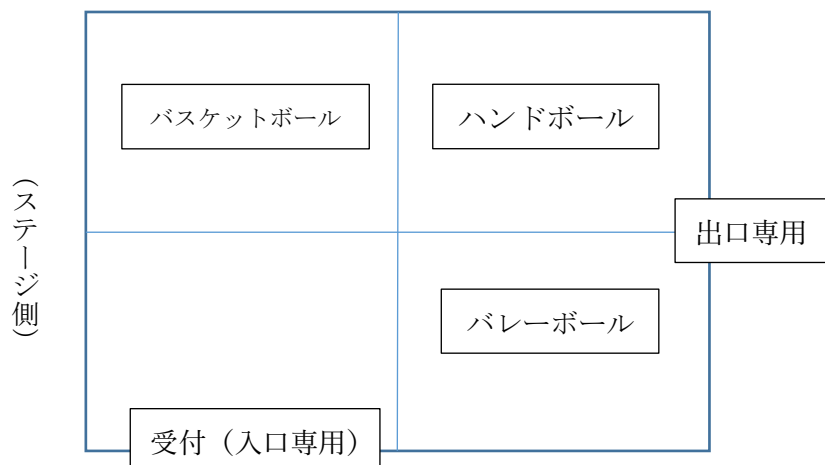 バスケットボール
ハンドボール
（ステージ側）
出口専用
バレーボール
受付（入口専用）